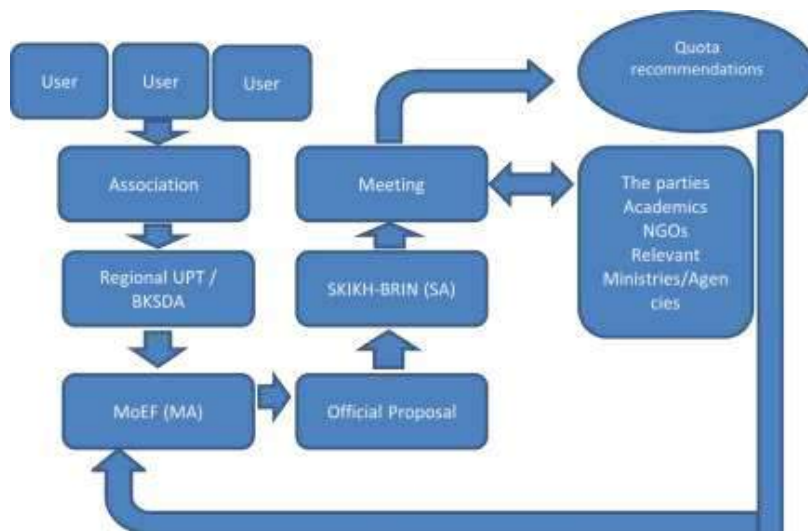 User
User
User
Quota
recommendations
Association
Meeting
The parties
Academics
NGOs
Relevant
Ministries/Agen
cies
Regional UPT /
BKSDA
SKIKH-BRIN (SA)
MoEF (MA)
Official Proposal